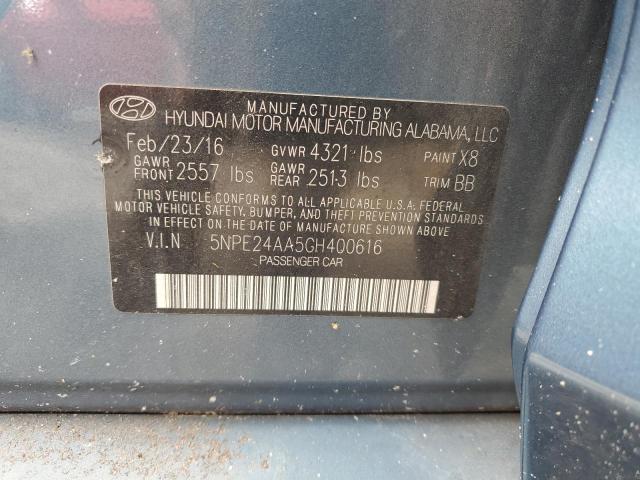 MANUFACTURED BY
HYUNDAI MOTOR MANUFACTURING ALABAMA, LLC
Feb/23/16 GVWR 4321 lbs PAINT X8
GAWR FRONT 2557 lbs GAWR REAR 2513 lbs TRIM BB
THIS VEHICLE CONFORMS TO ALL APPLICABLE U.S.A. FEDERAL
MOTOR VEHICLE SAFETY, BUMPER, AND THEFT PREVENTION STANDARDS
IN EFFECT ON THE DATE OF MANUFACTURE SHOWN ABOVE.
V.I.N 5NPE24AA5GH400616
PASSENGER CAR